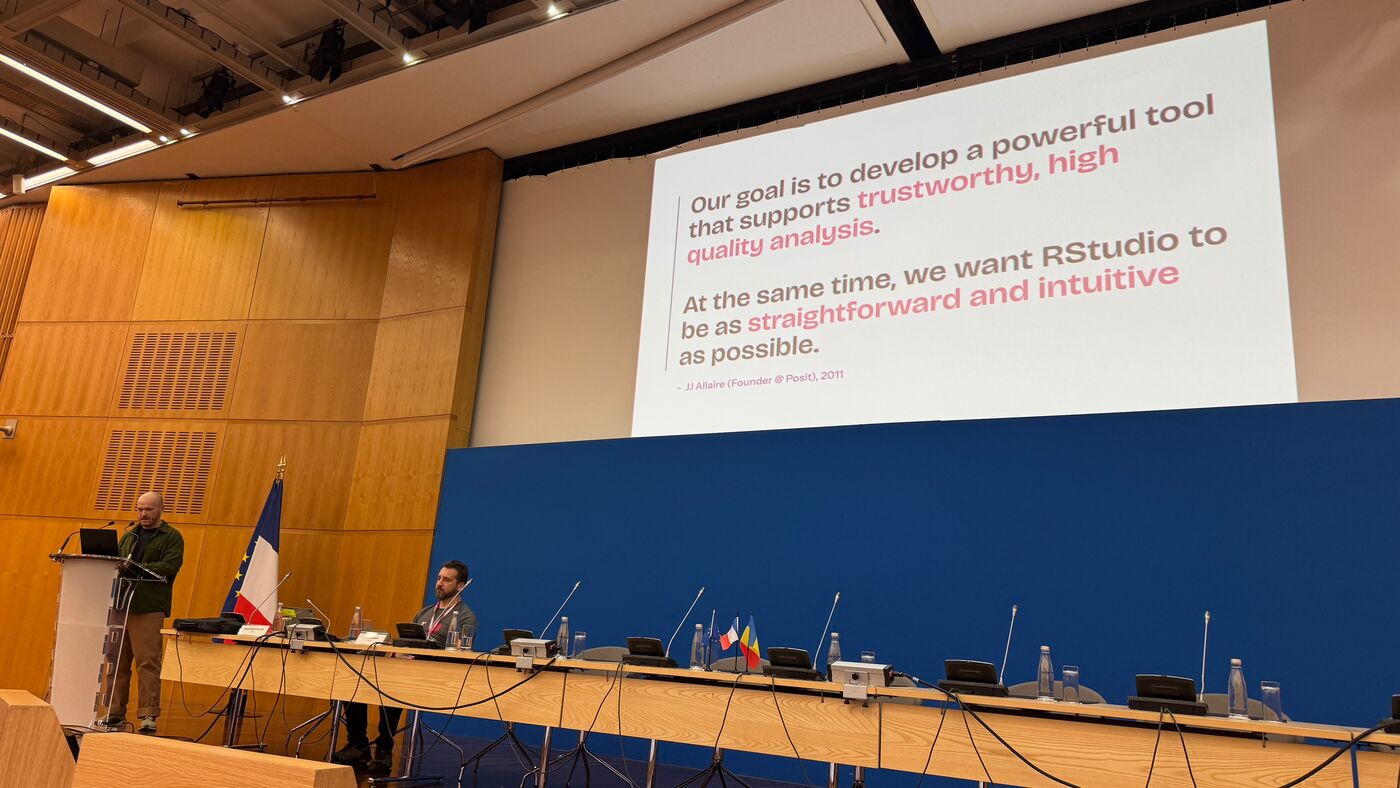 Our goal is to develop a powerful tool
that supports trustworthy, high
quality analysis.
At the same time, we want RStudio to
be as straightforward and intuitive
as possible.
- JJ Allaire (Founder @ Posit), 2011